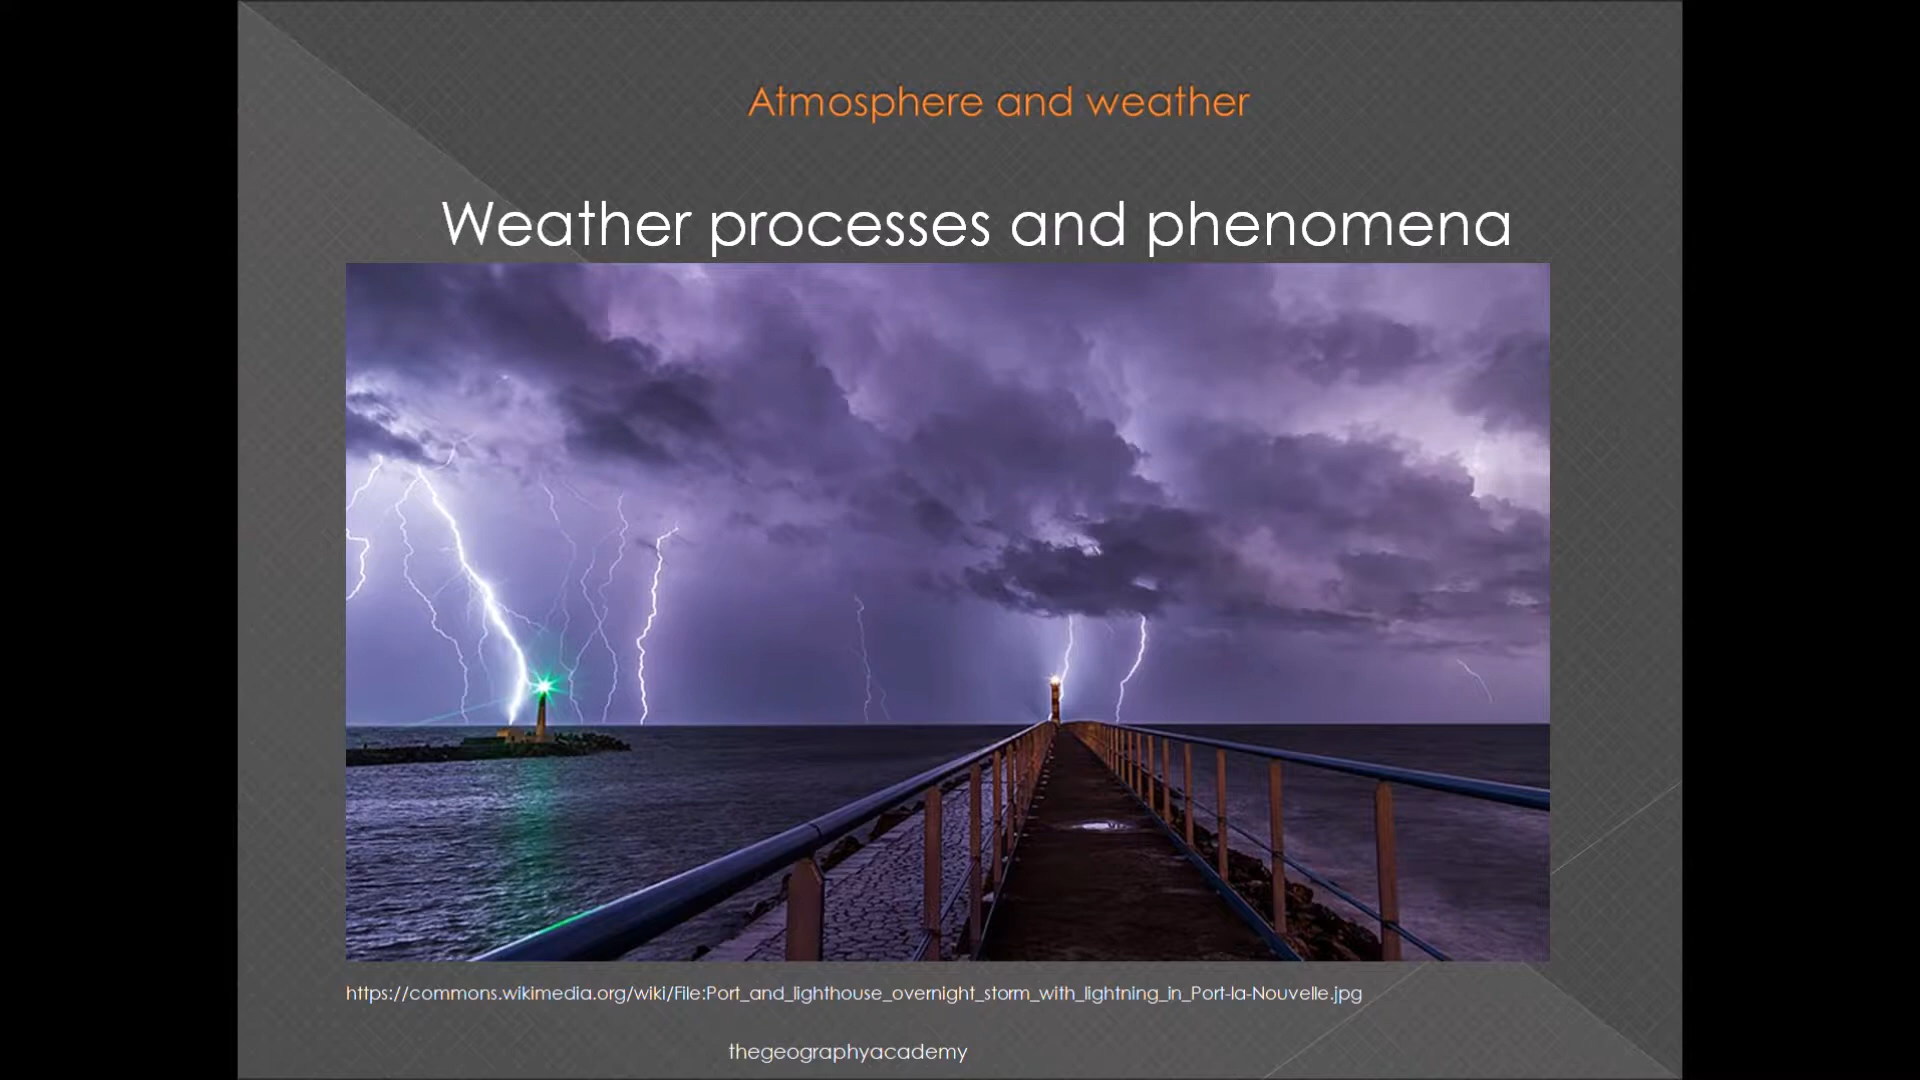 Atmosphere and weather
Weather processes and phenomena
https://commons.wikimedia.org/wiki/File:Port_and_lighthouse_overnight_storm_with_lightning_in_Port-la-Nouvelle.jpg
thegeographyacademy